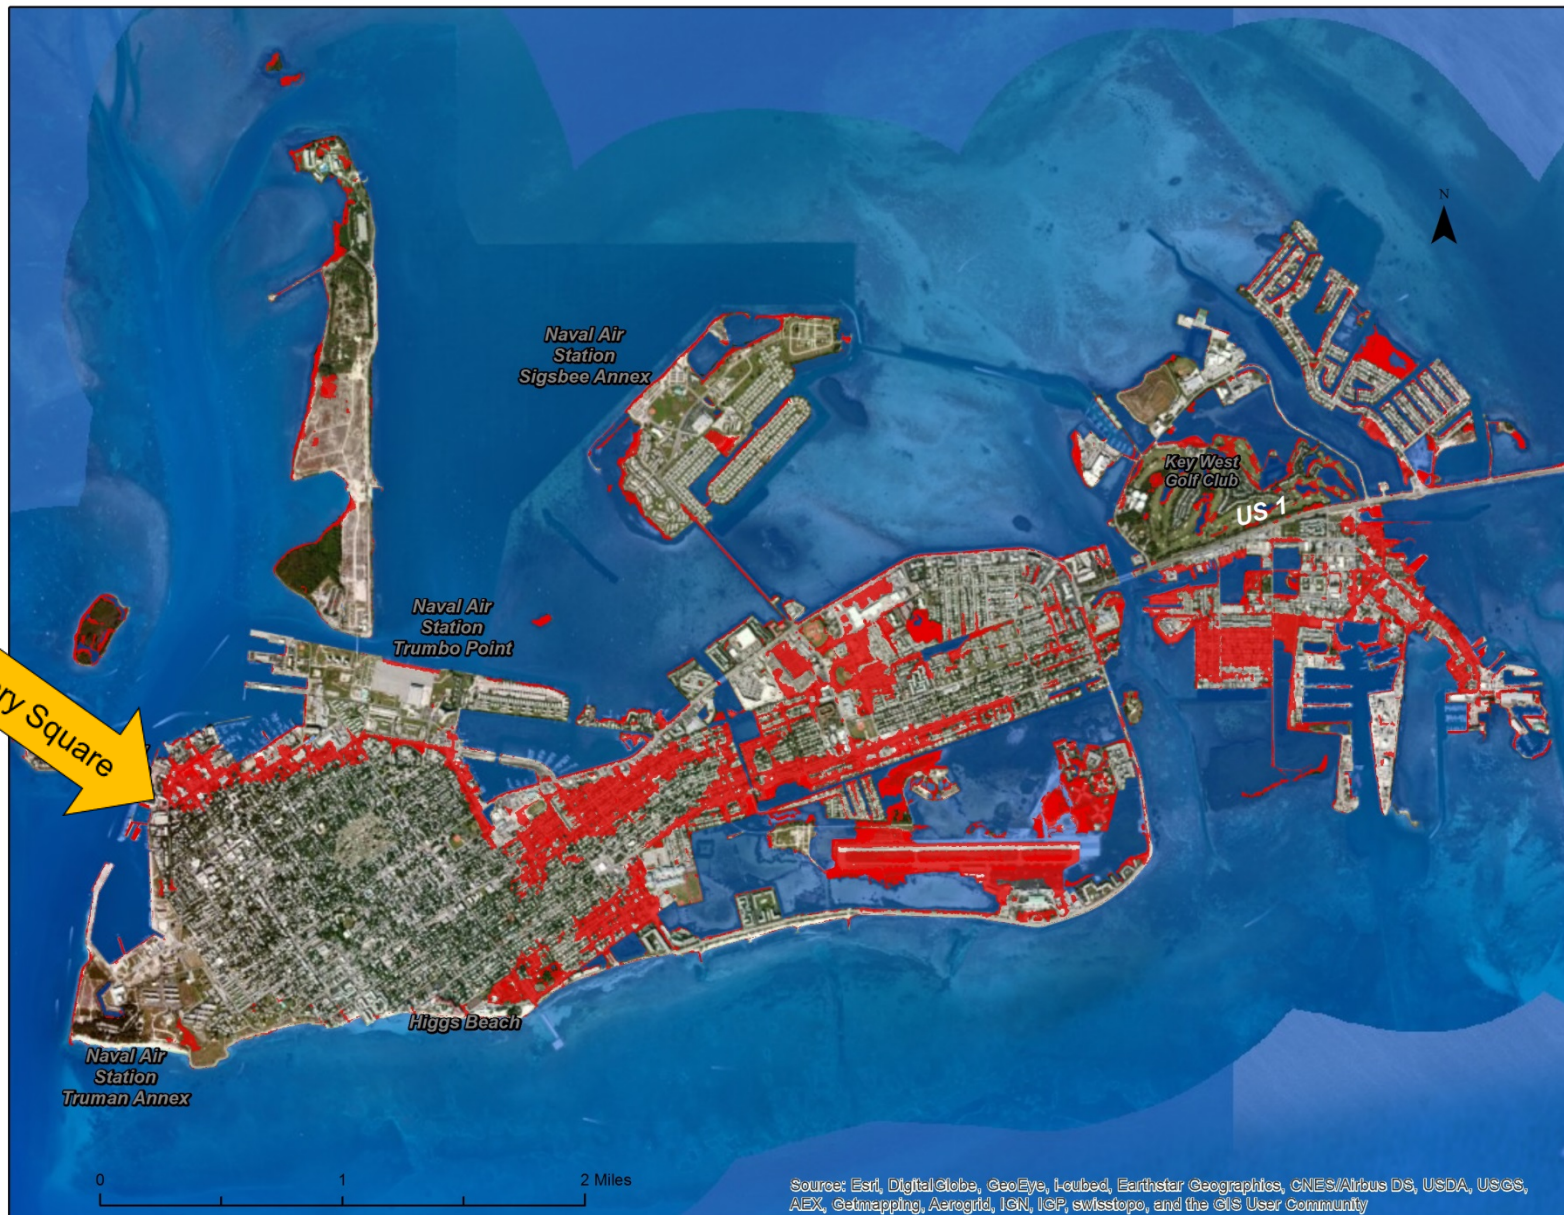 N
Naval Air
Station
Sigsbee Annex
Key West
Golf Club
US 1
Naval Air
Station
Trumbo Point
Square
Higgs Beach
Naval Air
Station
Truman Annex
0 1 2 Miles
Source: Esri, DigitalGlobe, GeoEye, i-cubed, Earthstar Geographics, CNES/Airbus DS, USDA, USGS,
AEX, Getmapping, Aerogrid, IGN, IGP, swisstopo, and the GIS User Community